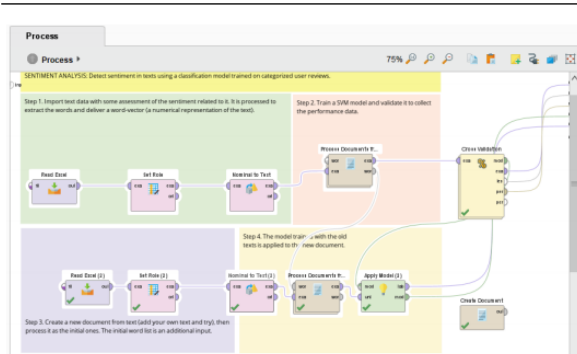 Process
Process
75%
SENTIMENT ANALYSIS: Detect sentiment in texts using a classification model trained on categorized user reviews.
Step 1. Import text data with some assessment of the sentiment related to it. It is processed to
extract the words and deliver a word-vector (a numerical representation of the text).
Step 2. Train a SVM model and validate it to collect
the performance data.
Process Documents fr...
Cross Validation
Read Excel
Set Role
Nominal to Text
Step 4. The model trained with the old
texts is applied to the new document.
Read Excel (2)
Set Role (2)
Nominal to Text (2)
Process Documents fr...
Apply Model (3)
Create Document
Step 3. Create a new document from text (add your own text and try), then
process it as the initial ones. The initial word list is an additional input.